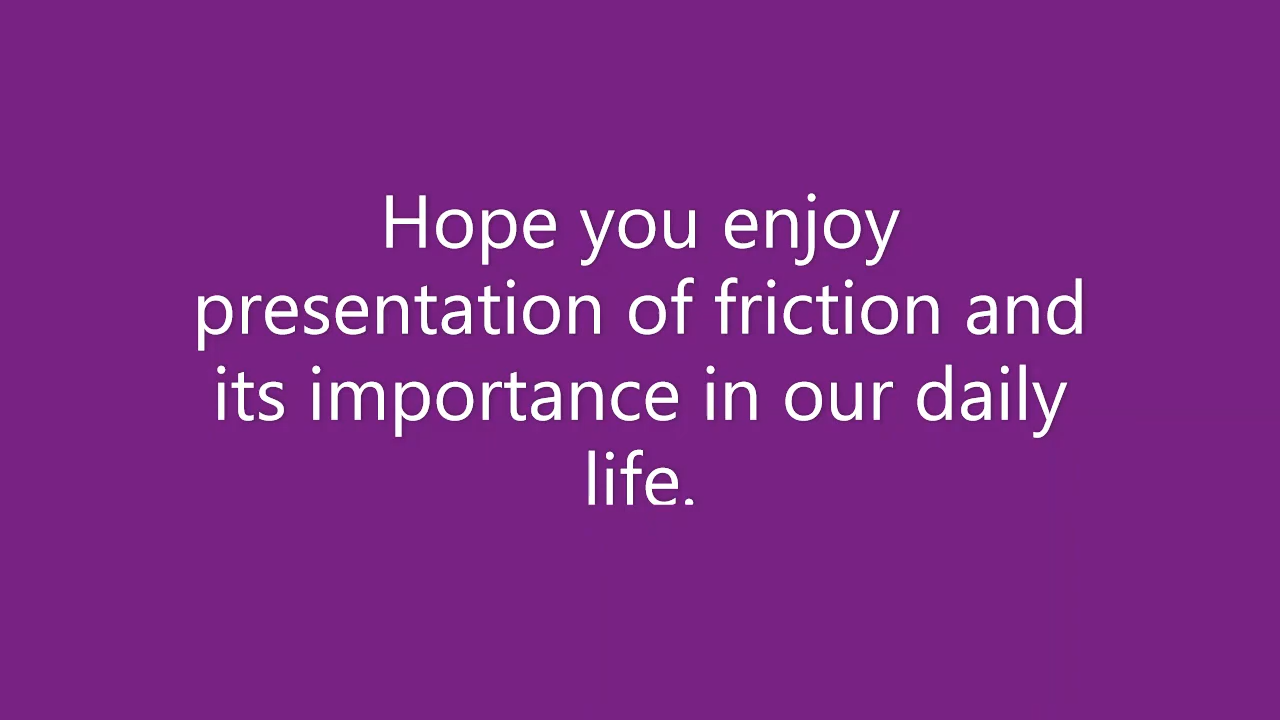 Hope you enjoy
presentation of friction and
its importance in our daily
life.